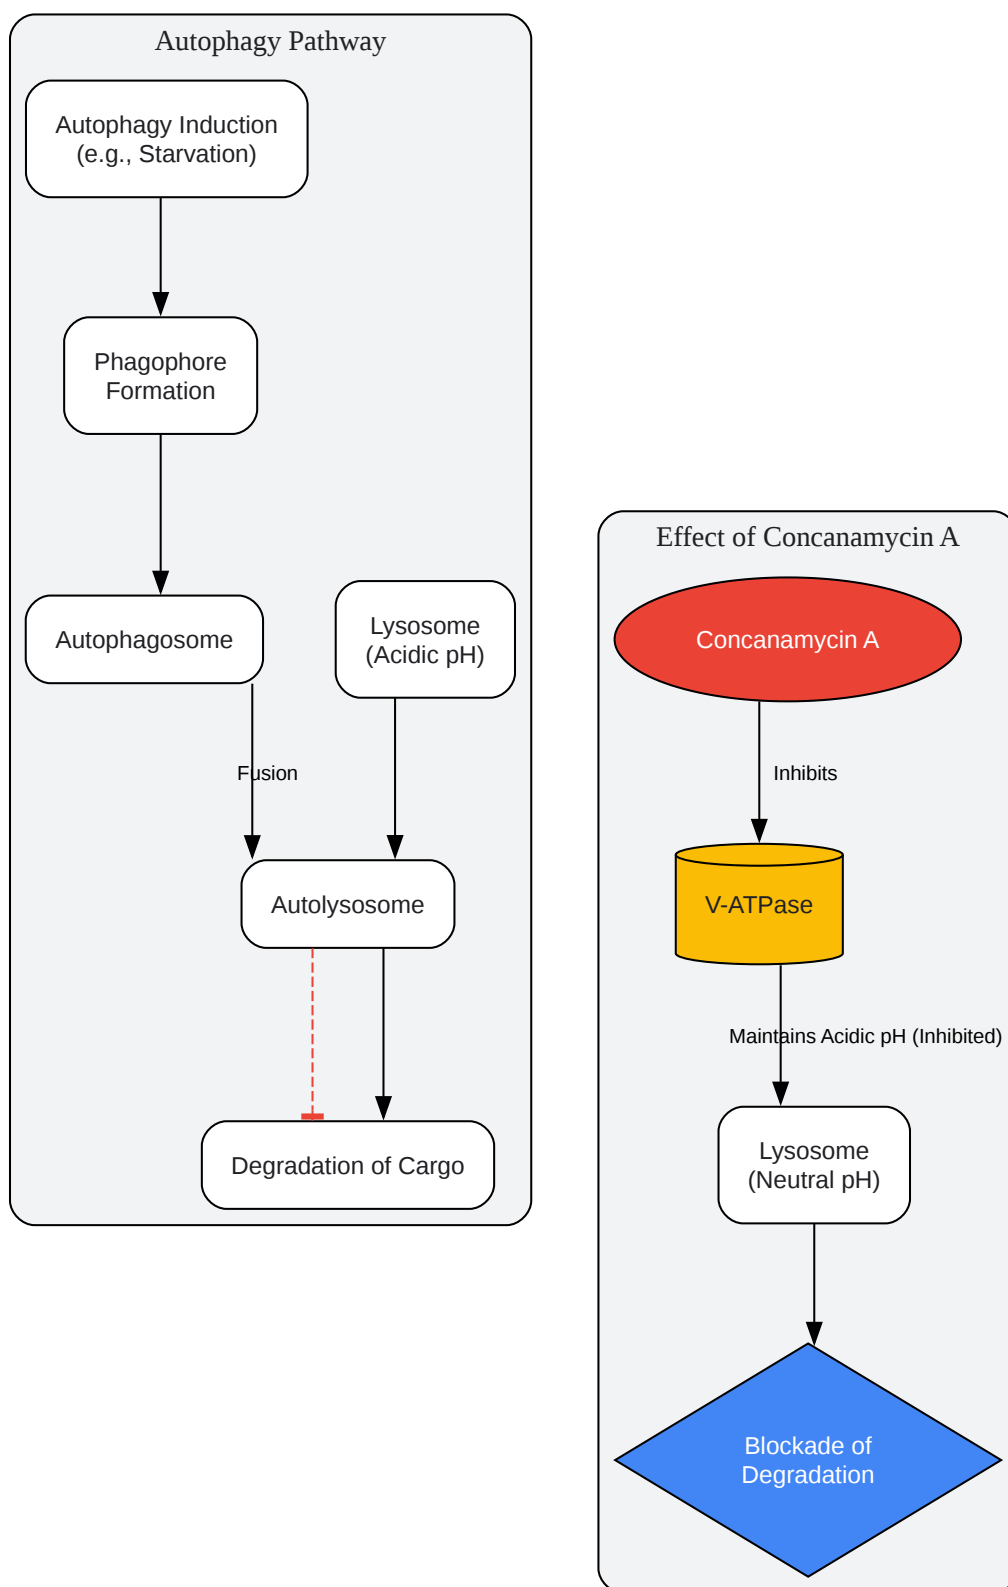 Autophagy Pathway
Autophagy Induction
(e.g., Starvation)
Phagophore
Formation
Autophagosome
Lysosome
(Acidic pH)
Fusion
Autolysosome
Degradation of Cargo
Effect of Concanamycin A
Concanamycin A
Inhibits
V-ATPase
Maintains Acidic pH (Inhibited)
Lysosome
(Neutral pH)
Blockade of
Degradation